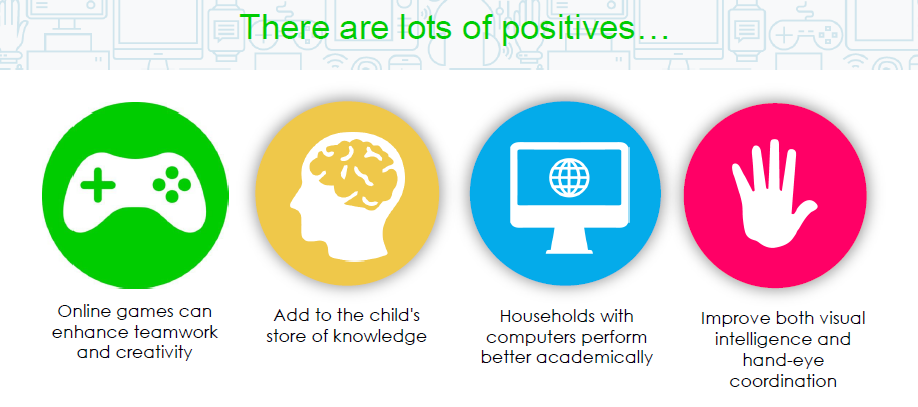 There are lots of positives…
Online games can
enhance teamwork
and creativity
Add to the child's
store of knowledge
Households with
computers perform
better academically
Improve both visual
intelligence and
hand-eye
coordination